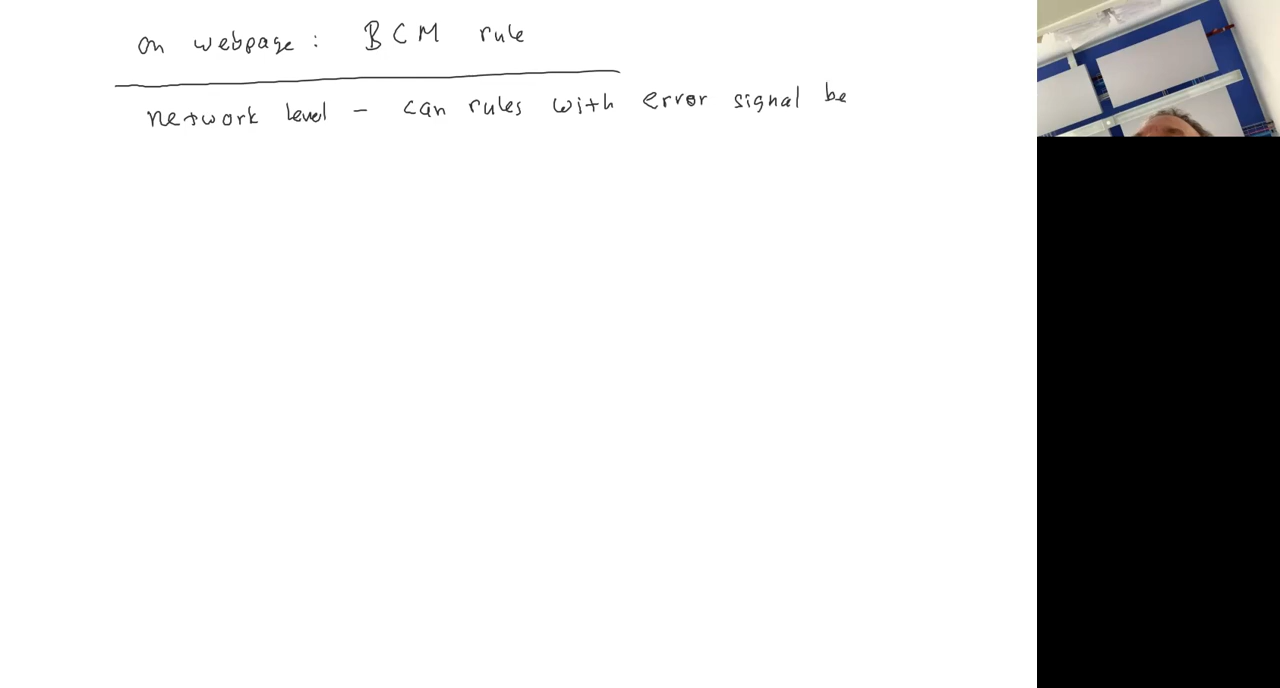 on webpage : BCM rule
network level - can rules with error signal be